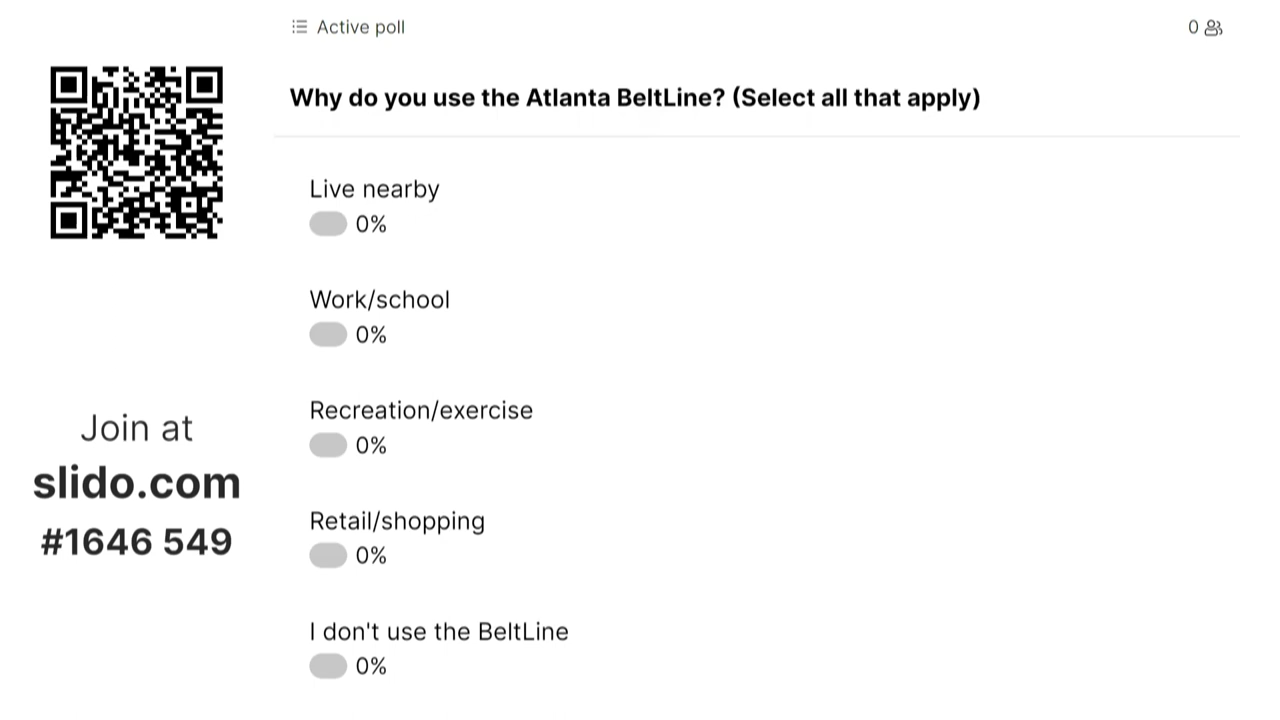 Active poll
0
Why do you use the Atlanta BeltLine? (Select all that apply)
Live nearby
0%
Work/school
0%
Recreation/exercise
0%
Retail/shopping
0%
I don't use the BeltLine
0%
Join at
slido.com
#1646 549